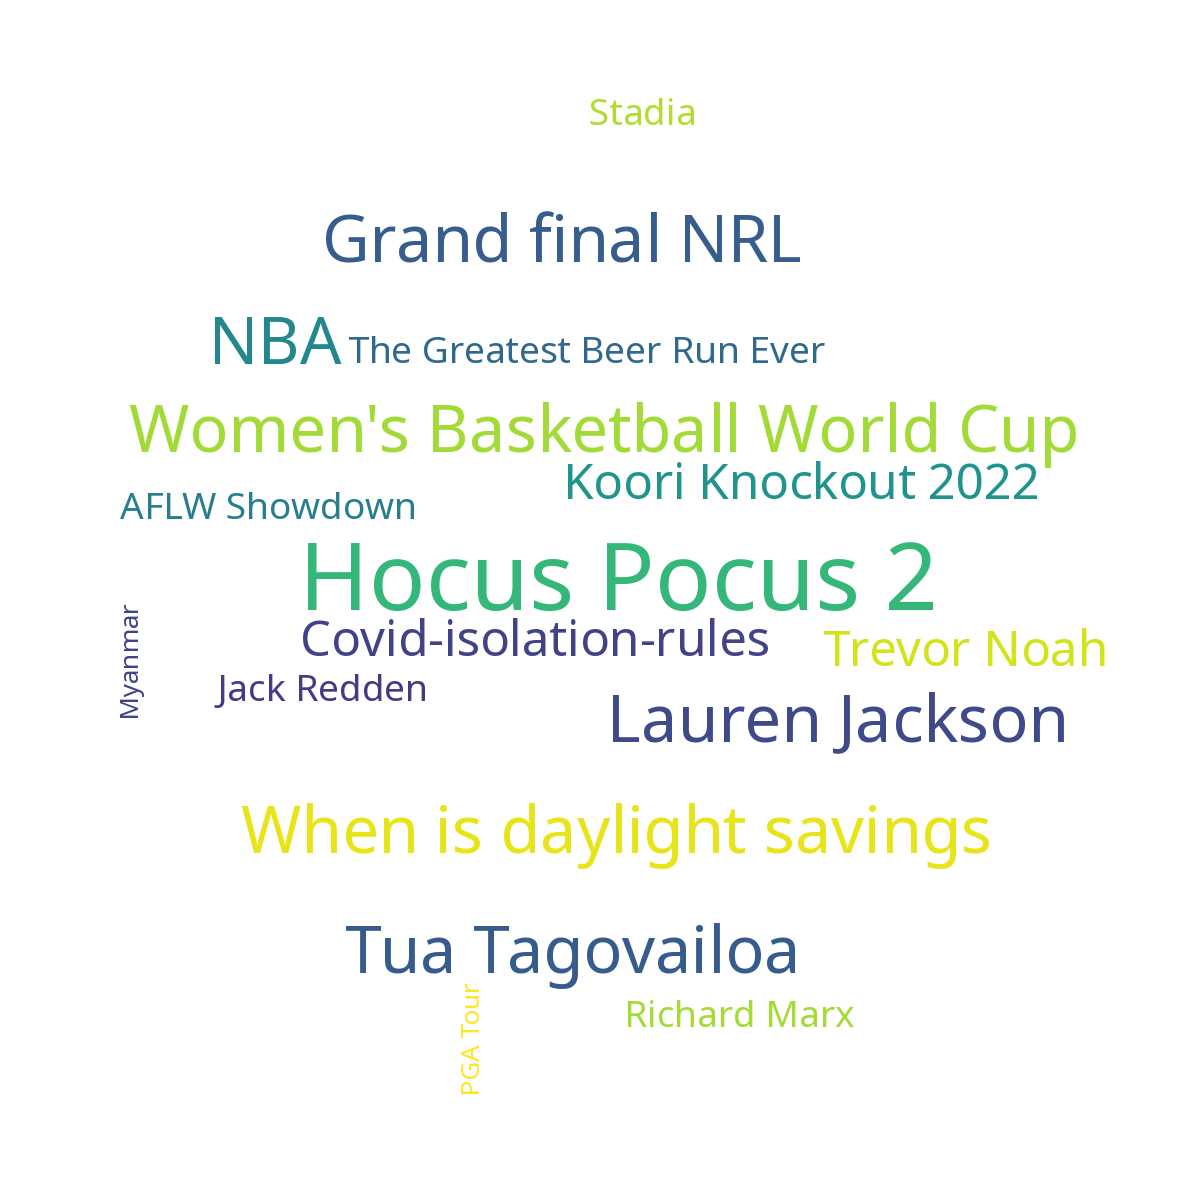 Stadia
Grand final NRL
NBA
The Greatest Beer Run Ever
Women's Basketball World Cup
Koori Knockout 2022
AFLW Showdown
Hocus Pocus 2
Myanmar
Covid-isolation-rules
Trevor Noah
Jack Redden
Lauren Jackson
When is daylight savings
Tua Tagovailoa
PGA Tour
Richard Marx